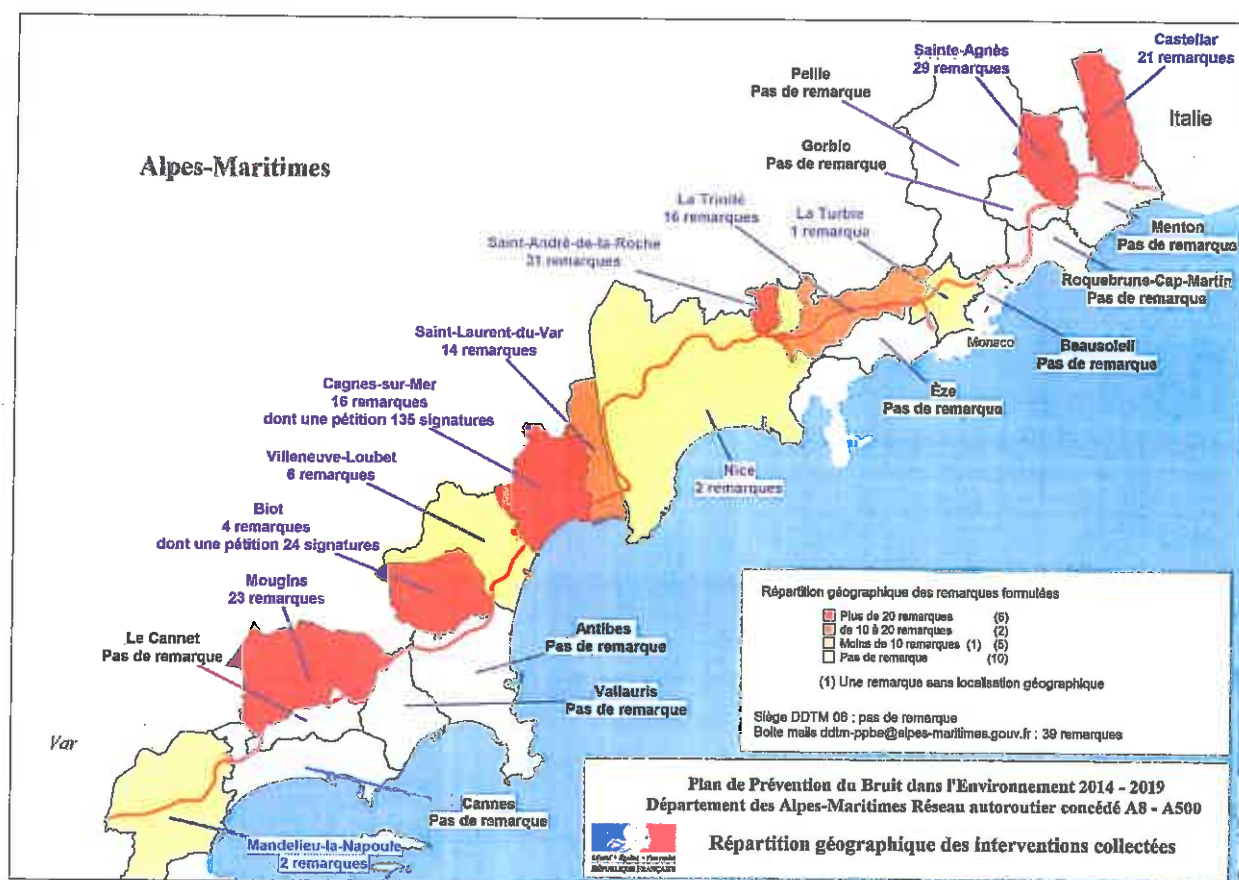 Castellar
21 remarques
Sainte-Agnès
29 remarques
Peille
Pas de remarque
Italie
Gorbio
Pas de remarque
Alpes-Maritimes
La Trinité
16 remarques
La Turbie
1 remarque
Menton
Pas de remarque
Saint-André-de-la-Roche
31 remarques
Roquebrune-Cap-Martin
Pas de remarque
Saint-Laurent-du-Var
14 remarques
Monaco
Beausoleil
Pas de remarque
Cagnes-sur-Mer
16 remarques
dont une pétition 135 signatures
Èze
Pas de remarque
Villeneuve-Loubet
6 remarques
Nice
2 remarques
Biot
4 remarques
dont une pétition 24 signatures
Mougins
23 remarques
Le Cannet
Pas de remarque
Antibes
Pas de remarque
Vallauris
Pas de remarque
Var
Cannes
Pas de remarque
Mandelieu-la-Napoule
2 remarques
Répartition géographique des remarques formulées
Plus de 20 remarques (6)
de 10 à 20 remarques (2)
Moins de 10 remarques (1) (5)
Pas de remarque (10)
(1) Une remarque sans localisation géographique
Siège DDTM 06 : pas de remarque
Boite mails ddtm-ppbe@alpes-maritimes.gouv.fr : 39 remarques
Plan de Prévention du Bruit dans l'Environnement 2014 - 2019
Département des Alpes-Maritimes Réseau autoroutier concédé A8 - A500
Répartition géographique des interventions collectées
Liberté • Égalité • Fraternité
RÉPUBLIQUE FRANÇAISE